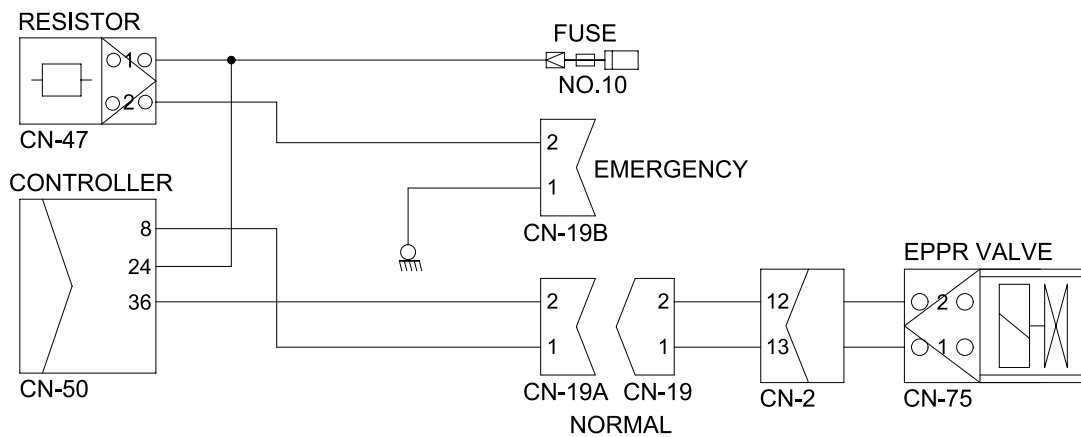 RESISTOR
1
2
CN-47
FUSE
NO.10
2
1
EMERGENCY
CN-19B
CONTROLLER
8
24
36
CN-50
2
1
CN-19A
2
1
CN-19
NORMAL
12
13
CN-2
EPPR VALVE
2
1
CN-75